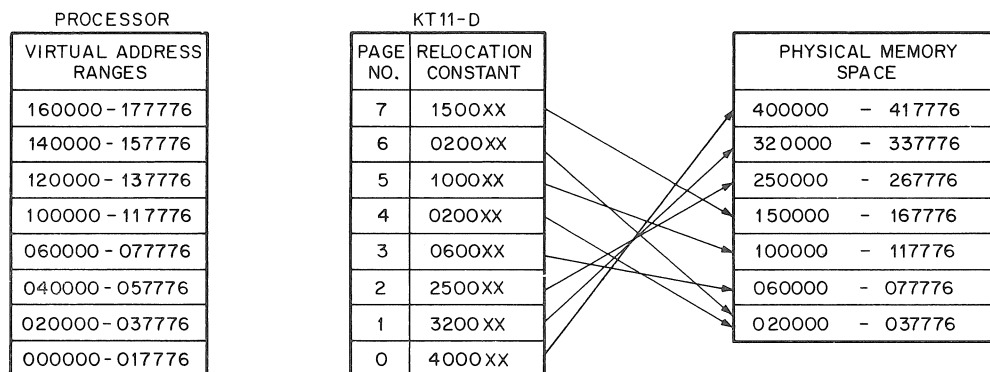 PROCESSOR
VIRTUAL ADDRESS
RANGES
160000-177776
140000-157776
120000-137776
100000-117776
060000-077776
040000-057776
020000-037776
000000-017776
KT11-D
PAGE NO. RELOCATION CONSTANT
7 1500XX
6 0200XX
5 1000XX
4 0200XX
3 0600XX
2 2500XX
1 3200XX
0 4000XX
PHYSICAL MEMORY
SPACE
400000 - 417776
320000 - 337776
250000 - 267776
150000 - 167776
100000 - 117776
060000 - 077776
020000 - 037776